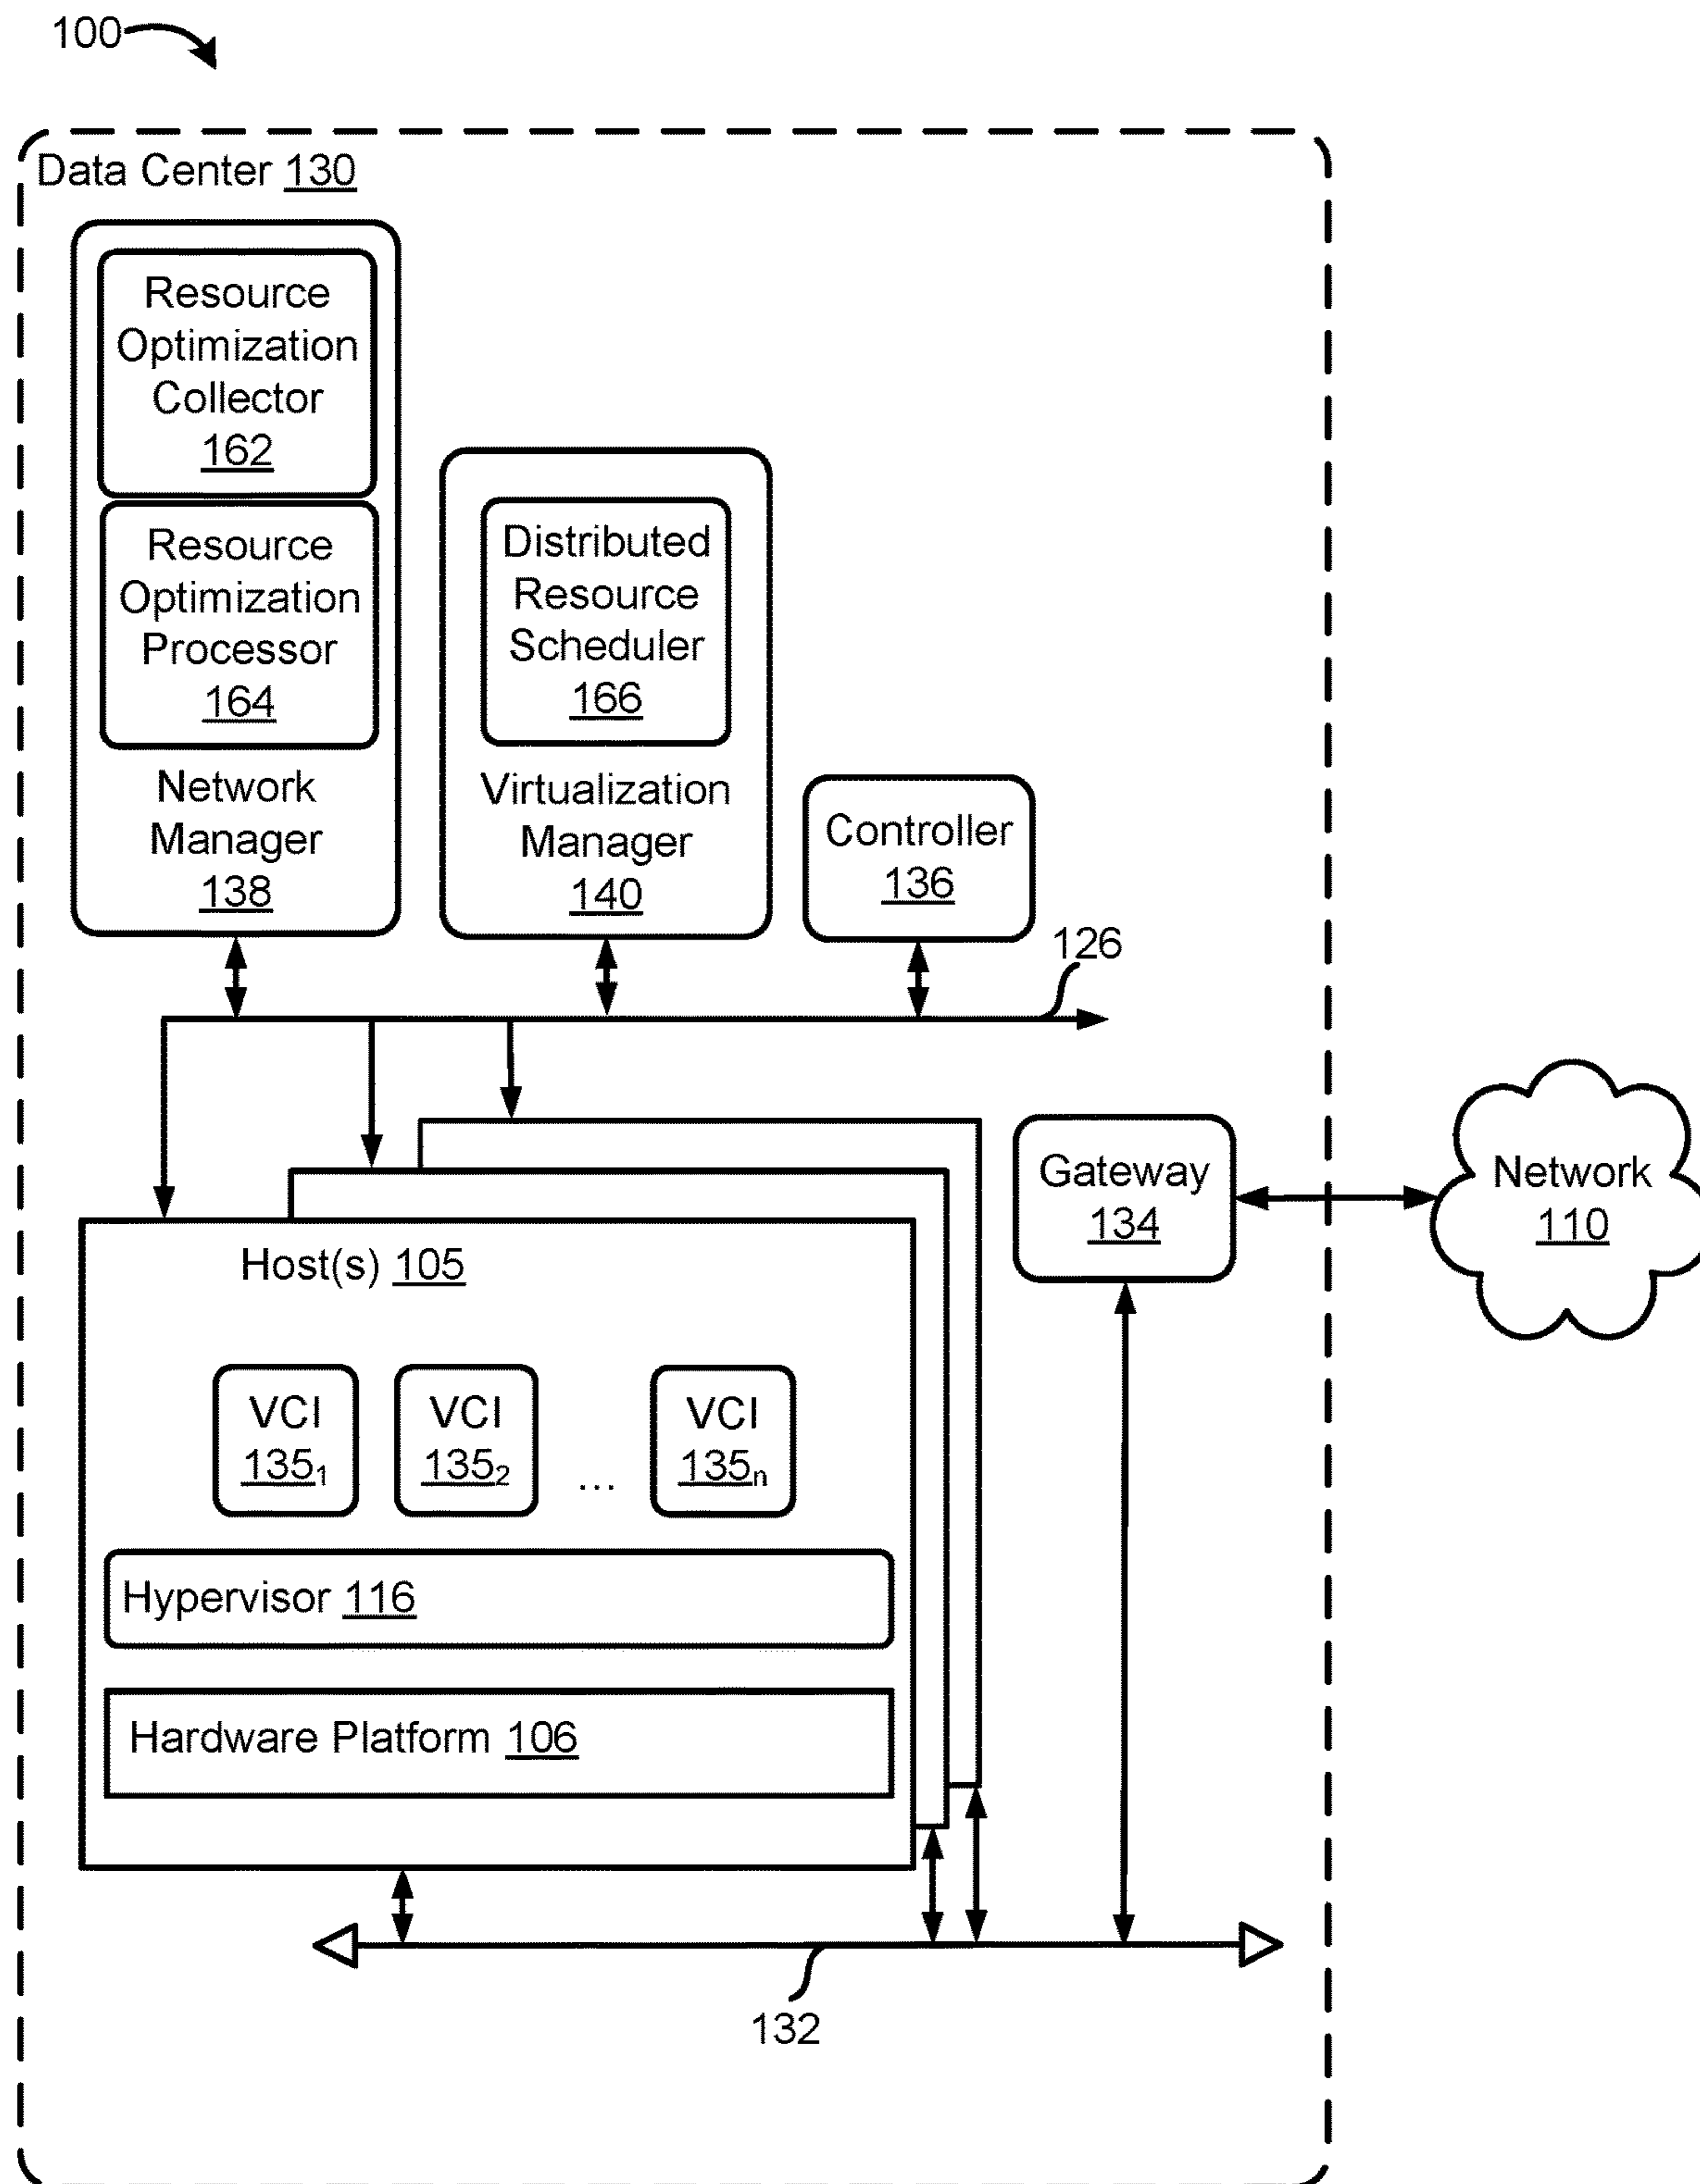 100
Data Center 130
Resource
Optimization
Collector
162
Resource
Optimization
Processor
164
Network
Manager
138
Distributed
Resource
Scheduler
166
Virtualization
Manager
140
Controller
136
126
Host(s) 105
VCI
135₁
VCI
135₂
...
VCI
135ₙ
Hypervisor 116
Hardware Platform 106
Gateway
134
Network
110
132